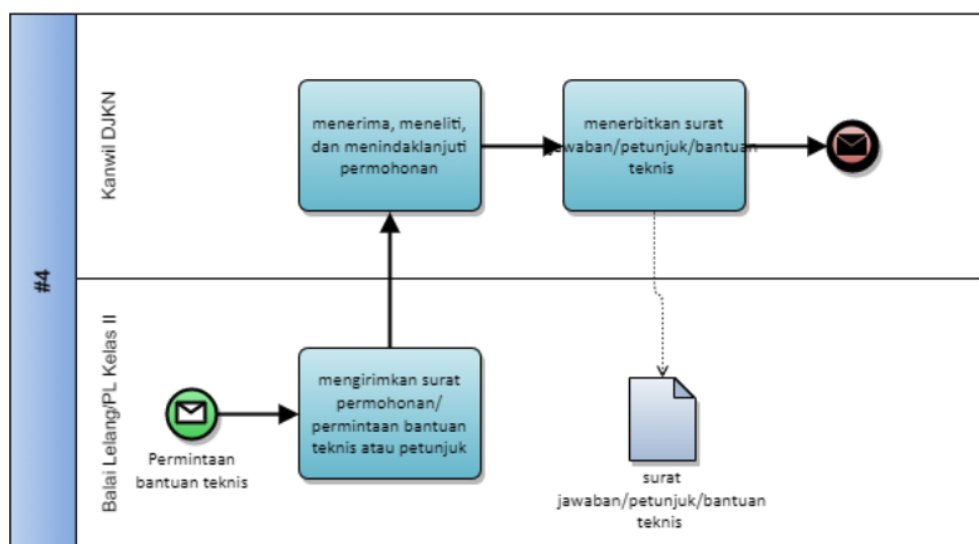 #4
Kanwil DJKN
menerima, meneliti,
dan menindaklanjuti
permohonan
menerbitkan surat
jawaban/petunjuk/bantuan
teknis
Balai Lelang/PL Kelas II
Permintaan
bantuan teknis
mengirimkan surat
permohonan/
permintaan bantuan
teknis atau petunjuk
surat
jawaban/petunjuk/bantuan
teknis